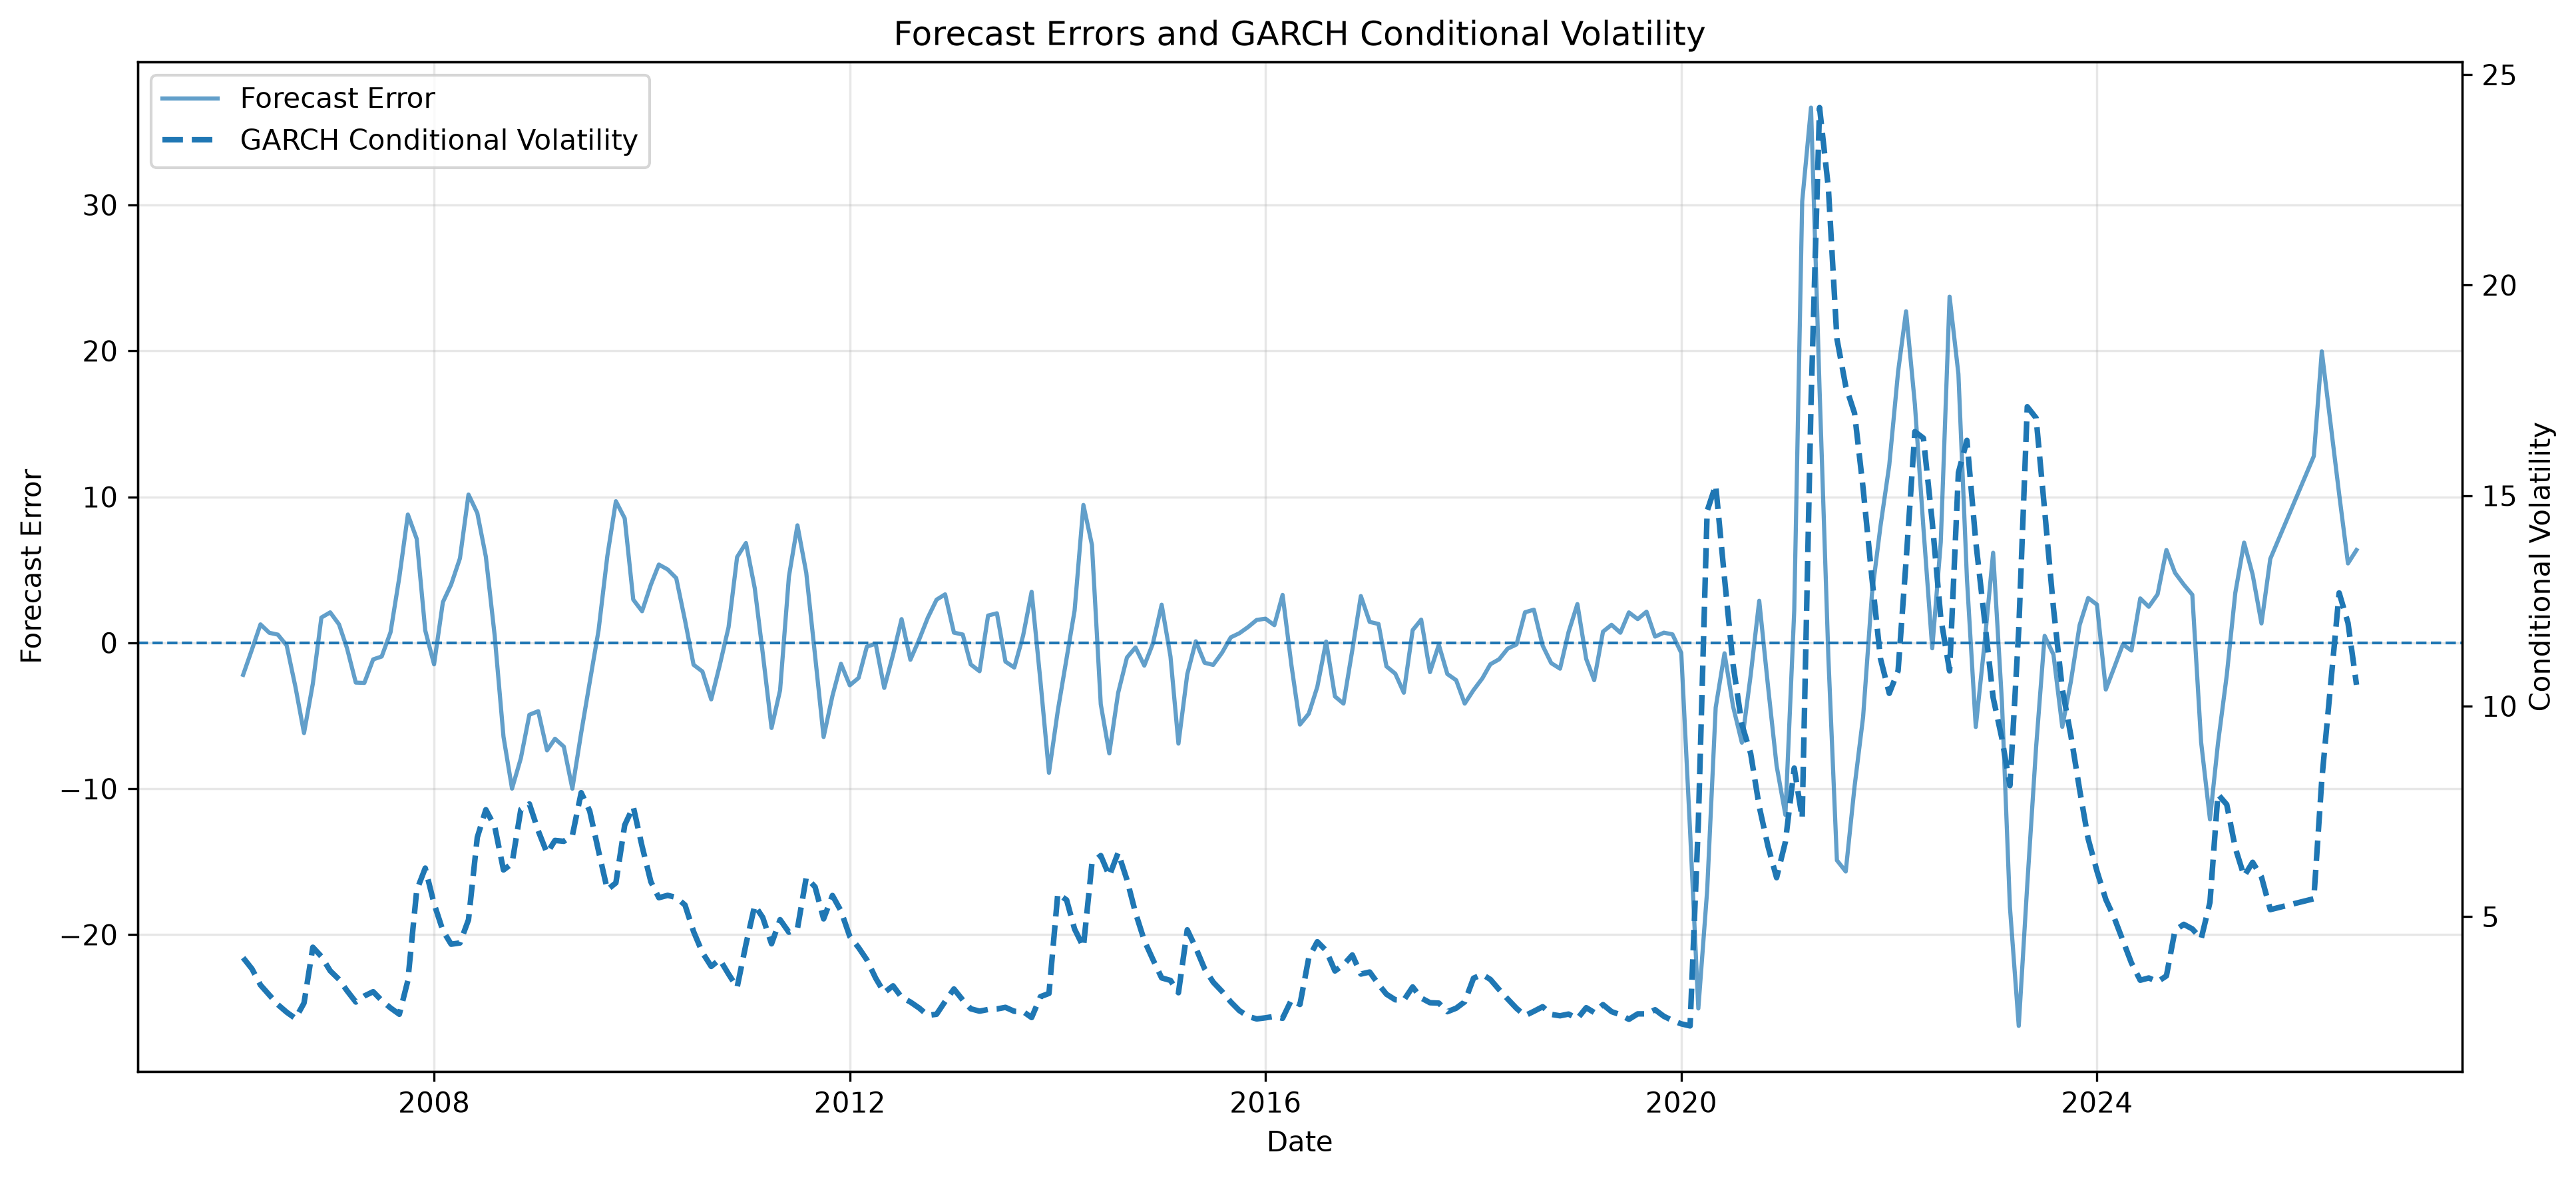 Forecast Errors and GARCH Conditional Volatility
Forecast Error
GARCH Conditional Volatility
30
20
10
0
−10
−20
25
20
15
10
5
Forecast Error
Conditional Volatility
2008
2012
2016
2020
2024
Date